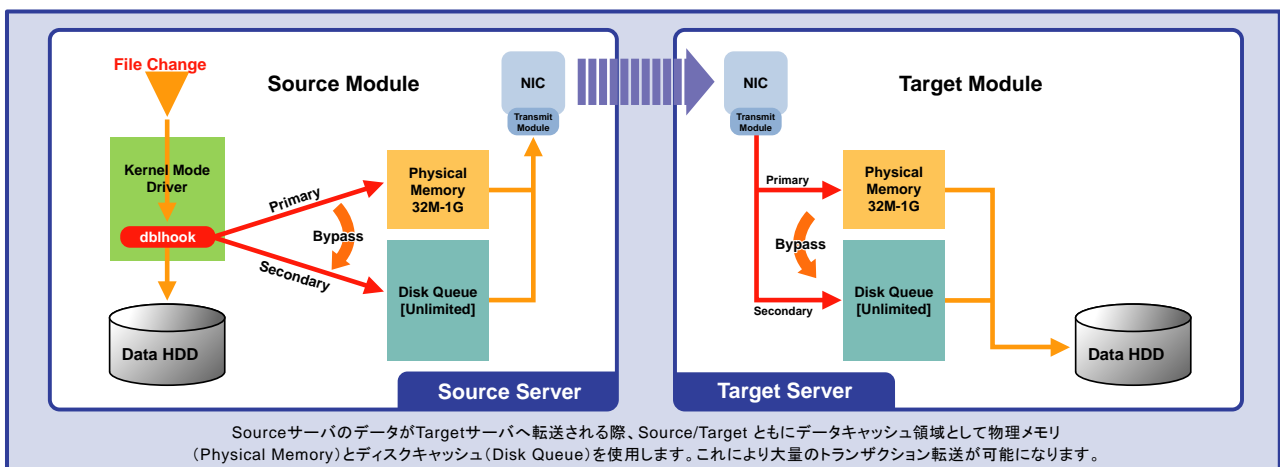 File Change
Source Module
Kernel Mode
Driver
dblhook
Data HDD
Primary
Bypass
Secondary
Physical
Memory
32M-1G
Disk Queue
[Unlimited]
NIC
Transmit
Module
Source Server
NIC
Transmit
Module
Target Module
Primary
Bypass
Secondary
Physical
Memory
32M-1G
Disk Queue
[Unlimited]
Data HDD
Target Server
SourceサーバのデータがTargetサーバへ転送される際、Source/Target ともにデータキャッシュ領域として物理メモリ
（Physical Memory）とディスクキャッシュ（Disk Queue）を使用します。これにより大量のトランザクション転送が可能になります。